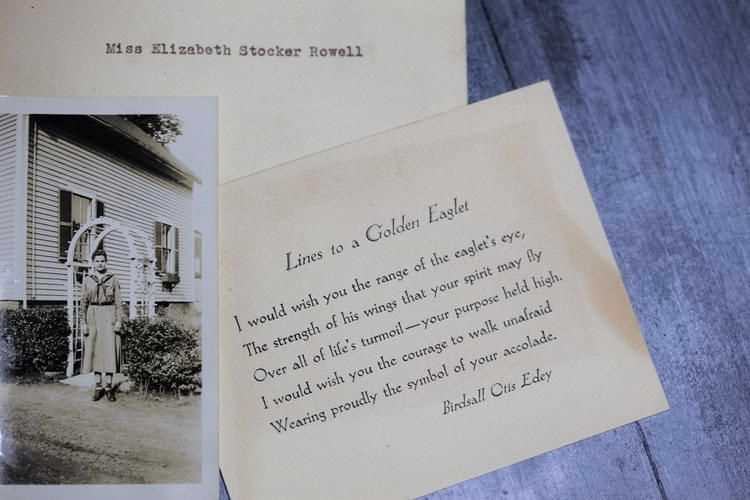 Miss Elizabeth Stocker Rowell
Lines to a Golden Eaglet
I would wish you the range of the eaglet's eye,
The strength of his wings that your spirit may fly
Over all of life's turmoil—your purpose held high.
I would wish you the courage to walk unafraid
Wearing proudly the symbol of your accolade.
Birdsall Otis Edey